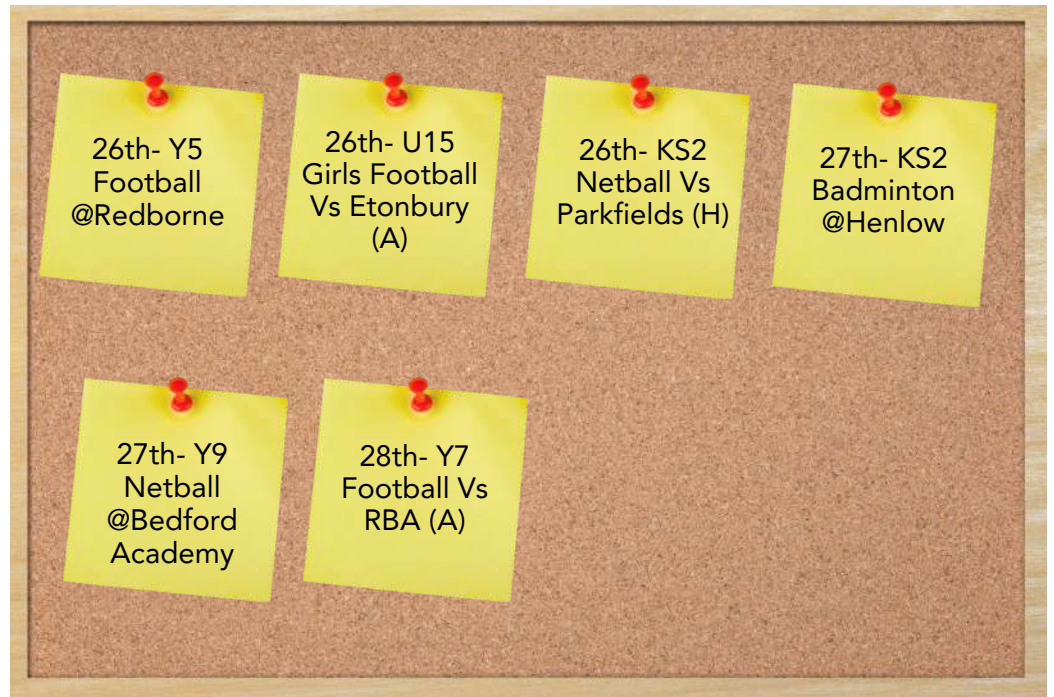 26th- Y5
Football
@Redborne
26th- U15
Girls Football
Vs Etonbury
(A)
26th- KS2
Netball Vs
Parkfields (H)
27th- KS2
Badminton
@Henlow
27th- Y9
Netball
@Bedford
Academy
28th- Y7
Football Vs
RBA (A)